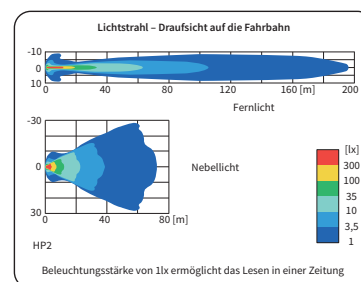 Lichtstrahl – Draufsicht auf die Fahrbahn
-10
0
10
0 40 80 120 160 [m] 200
Fernlicht
-30
0
30
0 40 80 [m]
Nebellicht
[lx]
300
100
35
10
3,5
1
HP2
Beleuchtungsstärke von 1lx ermöglicht das Lesen in einer Zeitung